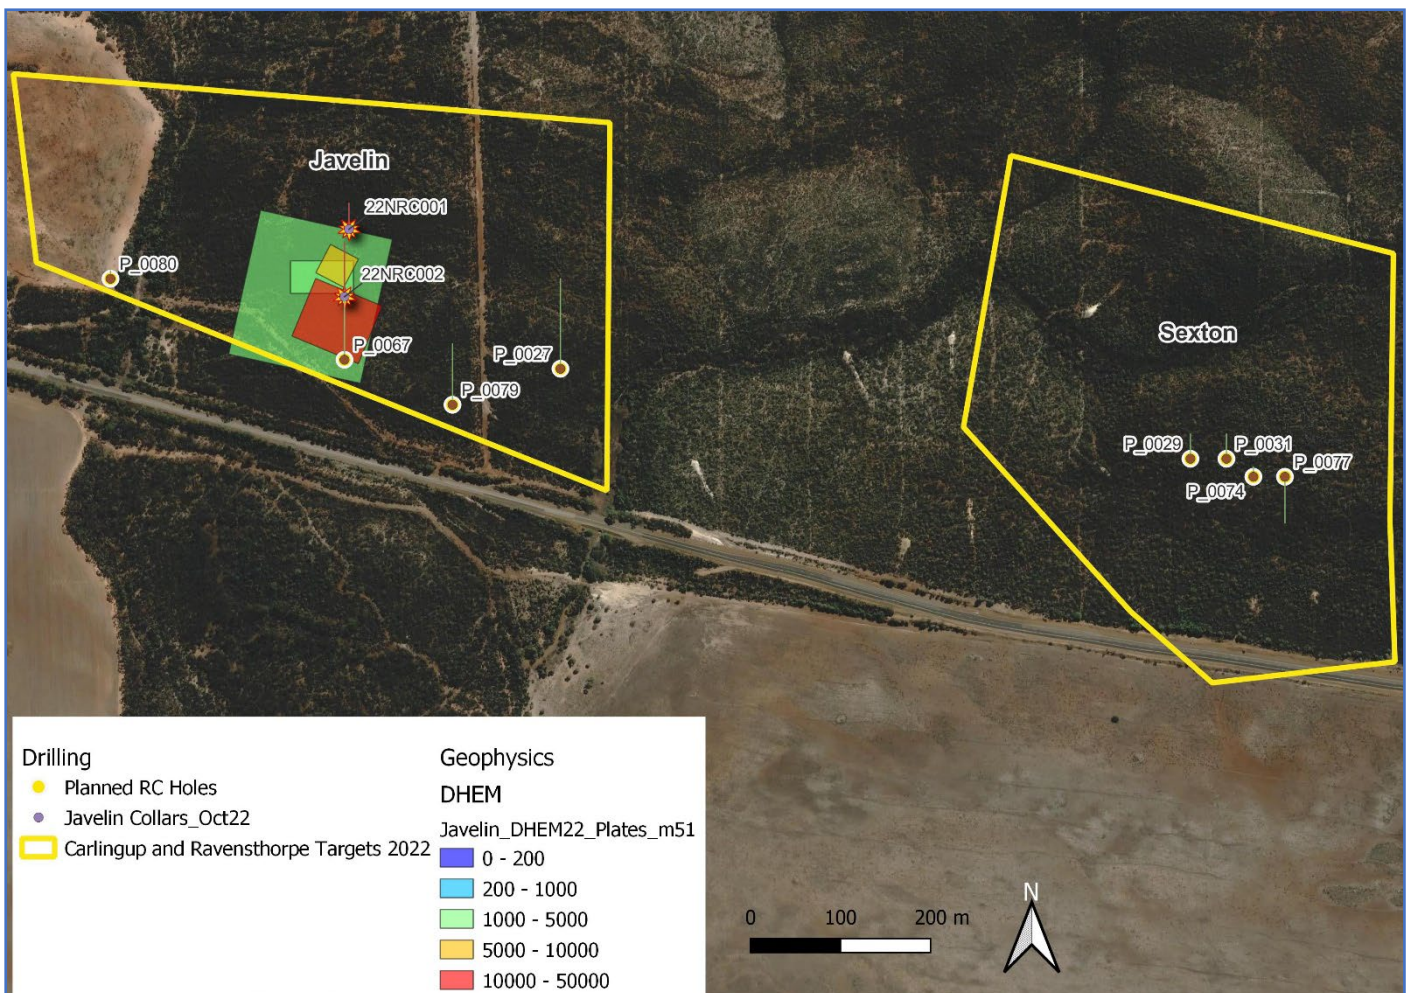 Javelin
22NRC001
P_0080
22NRC002
P_0067
P_0027
P_0079
Sexton
P_0029
P_0031
P_0077
P_0074
Drilling
Planned RC Holes
Javelin Collars_Oct22
Carlingup and Ravensthorpe Targets 2022
Geophysics
DHEM
Javelin_DHEM22_Plates_m51
0 - 200
200 - 1000
1000 - 5000
5000 - 10000
10000 - 50000
0 100 200 m
N